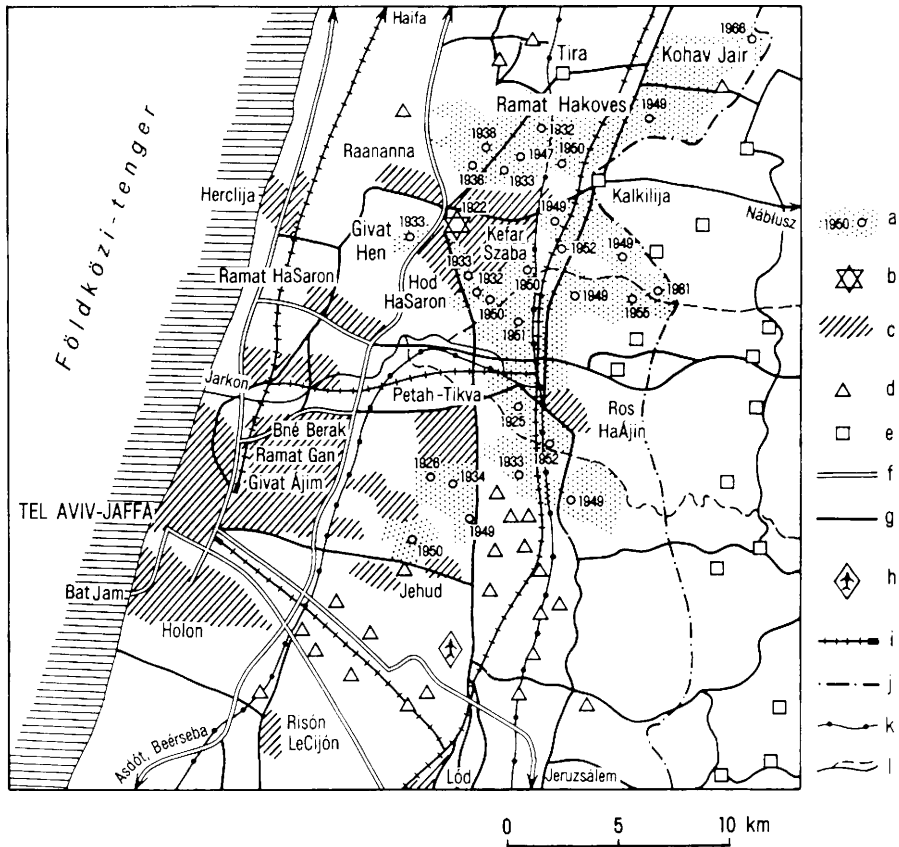 Haifa
1966
Tira
Kohav Jair
Földközi-tenger
Ramat Hakoves
1949
1938
1932
Raananna
1947
1950
1936
1933
Herclija
Kalkilija
1922
Náblusz
1950 a
1933
1949
Givat
Hen
Kefar
Szaba
1952
1949
b
Ramat HaSaron
Hod
HaSaron
1933
1932
1950
1950
1949
1955
1981
c
1951
Jarkon
Petah-Tikva
d
1925
Ros
HaÁjin
Bné Berak
Ramat Gan
Givat Ájim
e
1952
1928
1934
1933
f
TEL AVIV-JAFFA
1949
1949
g
1950
Bat Jam
Jehud
h
Holon
i
j
Risón
LeCijón
k
Asdót, Beérseba
Lód
Jeruzsálem
l
0 5 10 km